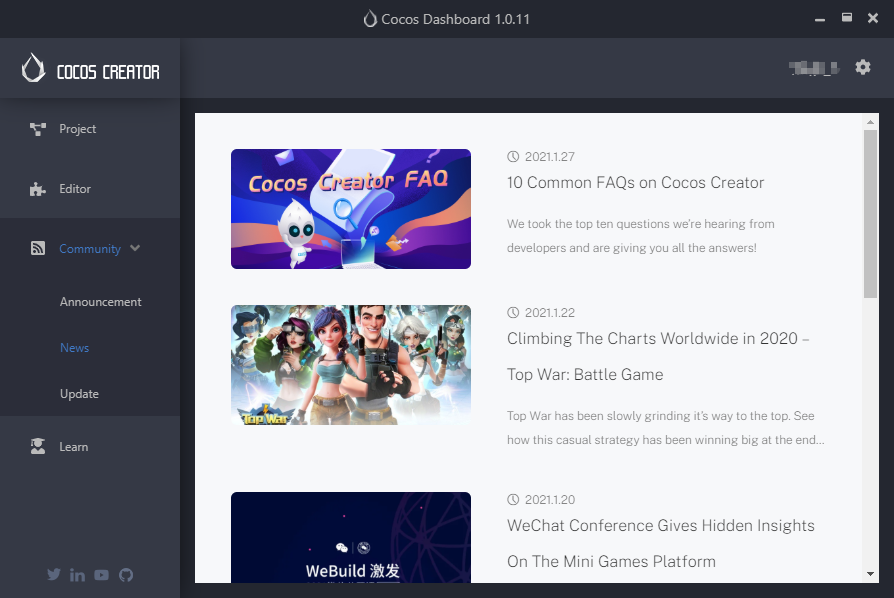 Cocos Dashboard 1.0.11
COCOS CREATOR
Project
Editor
Community
Announcement
News
Update
Learn
Cocos Creator FAQ
2021.1.27
10 Common FAQs on Cocos Creator
We took the top ten questions we're hearing from
developers and are giving you all the answers!
Top War
2021.1.22
Climbing The Charts Worldwide in 2020 –
Top War: Battle Game
Top War has been slowly grinding it's way to the top. See
how this casual strategy has been winning big at the end...
WeBuild 激发
2021.1.20
WeChat Conference Gives Hidden Insights
On The Mini Games Platform